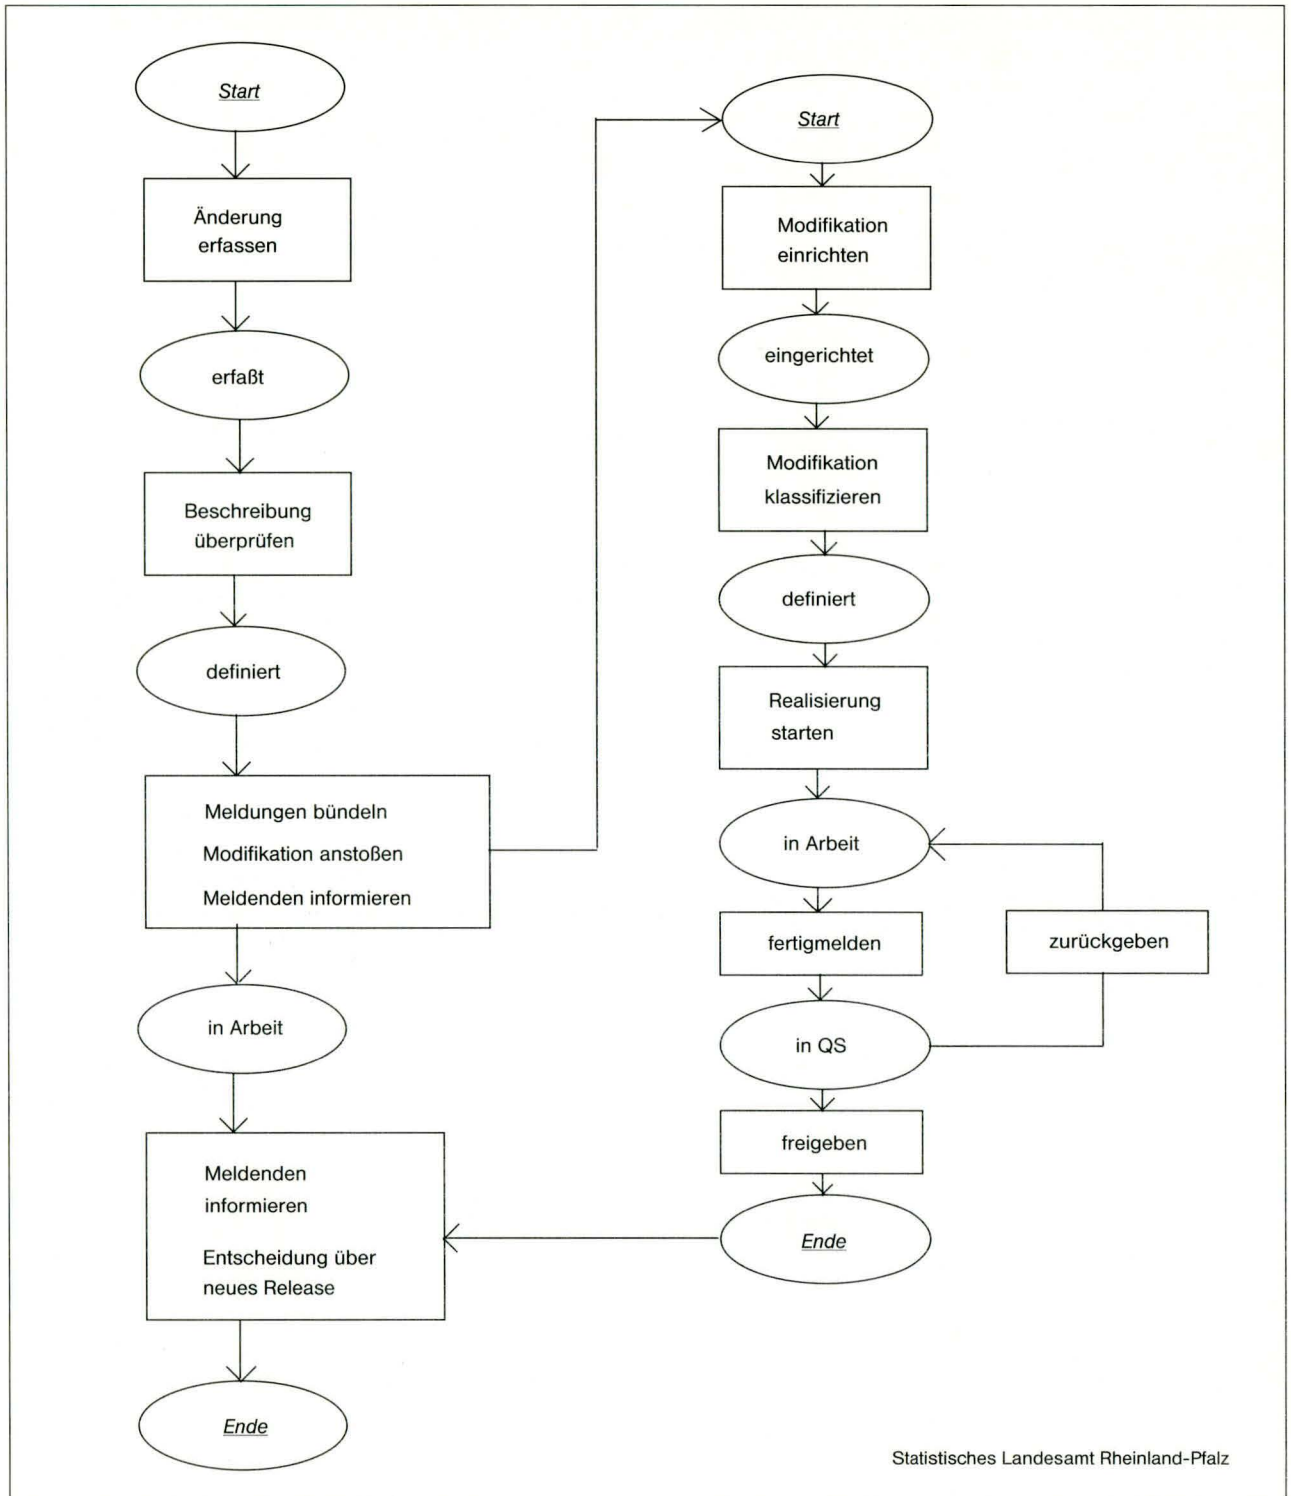 Start
Änderung
erfassen
erfaßt
Beschreibung
überprüfen
definiert
Meldungen bündeln
Modifikation anstoßen
Meldenden informieren
in Arbeit
Meldenden
informieren
Entscheidung über
neues Release
Ende
Start
Modifikation
einrichten
eingerichtet
Modifikation
klassifizieren
definiert
Realisierung
starten
in Arbeit
fertigmelden
zurückgeben
in QS
freigeben
Ende
Statistisches Landesamt Rheinland-Pfalz